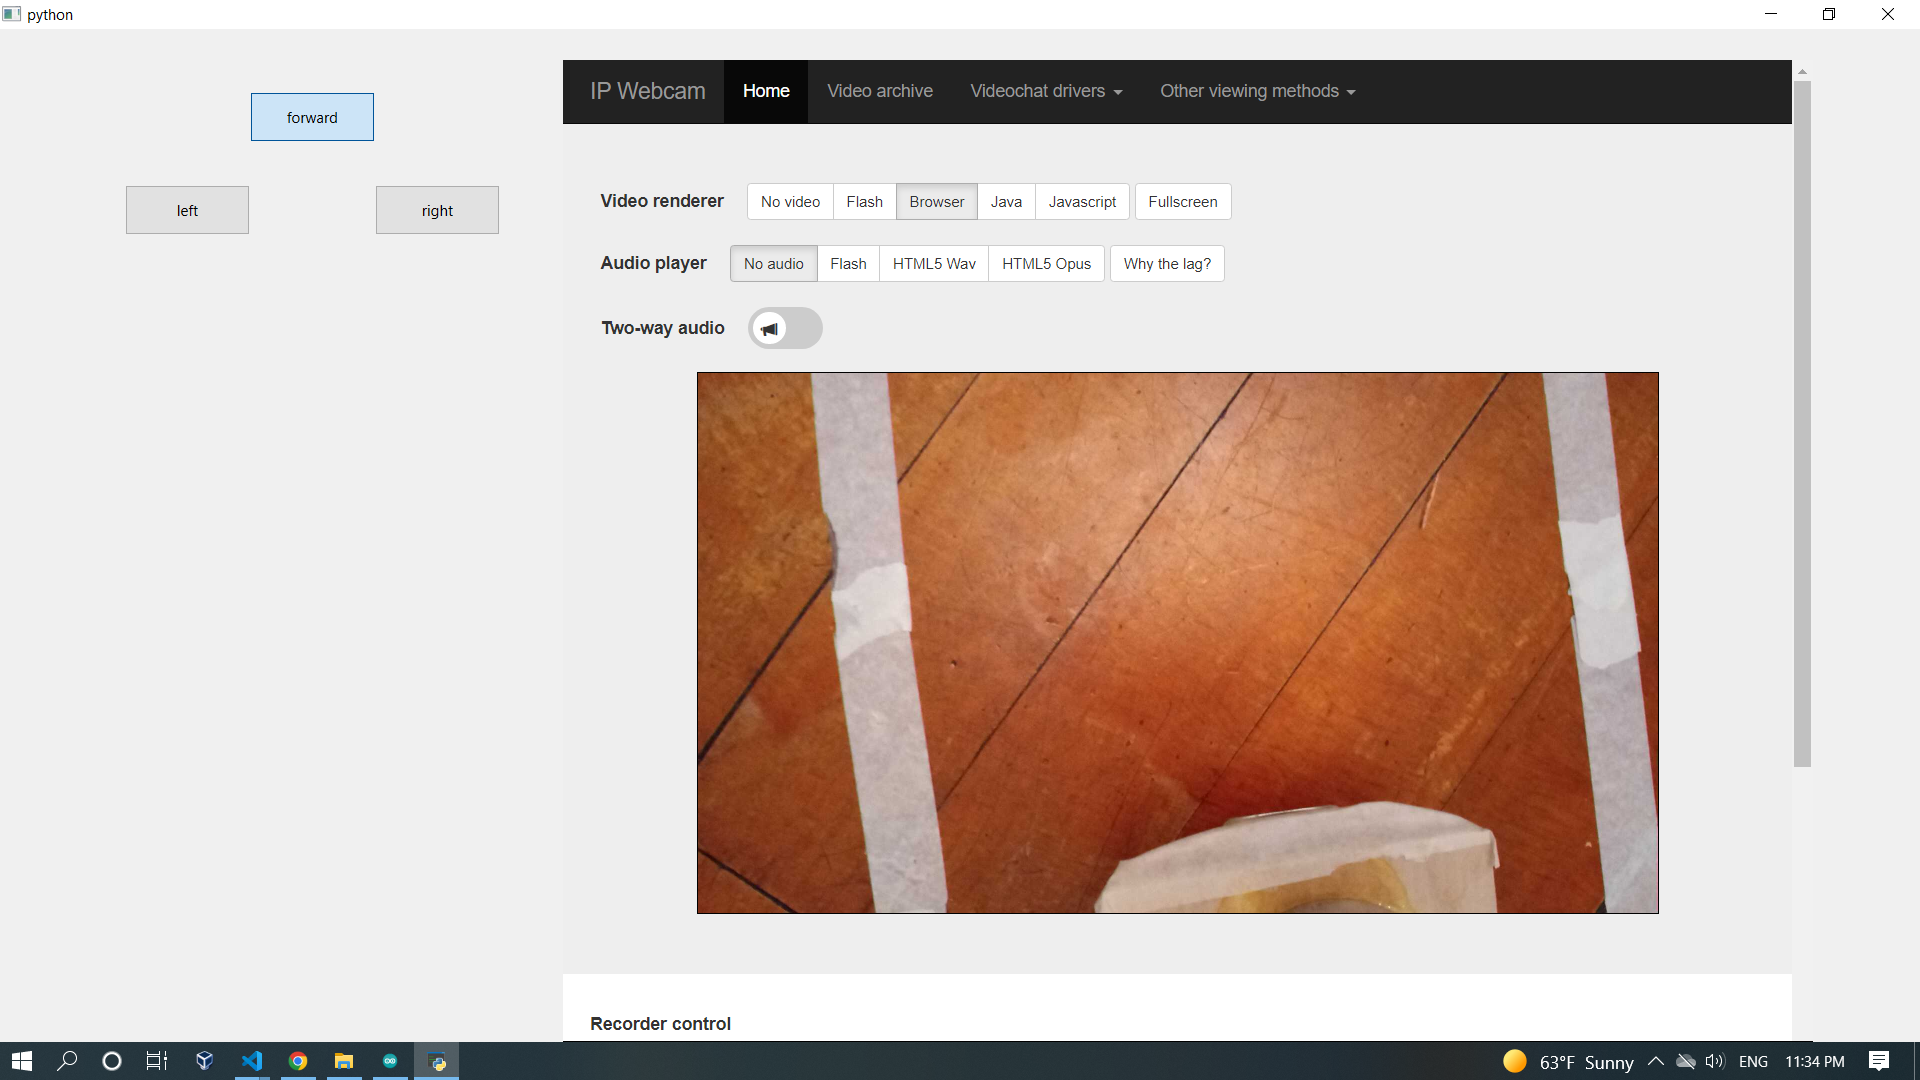 python
forward
left
right
IP Webcam Home Video archive Videochat drivers Other viewing methods
Video renderer No video Flash Browser Java Javascript Fullscreen
Audio player No audio Flash HTML5 Wav HTML5 Opus Why the lag?
Two-way audio
Recorder control
63°F Sunny ENG 11:34 PM